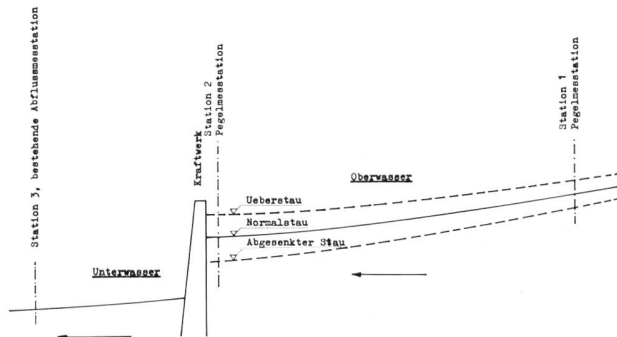 Station 3, bestehende Abflussmesstation
Kraftwerk
Station 2
Pegelmesstation
Station 1
Pegelmesstation
Oberwasser
Ueberstau
Normalstau
Abgesenkter Stau
Unterwasser